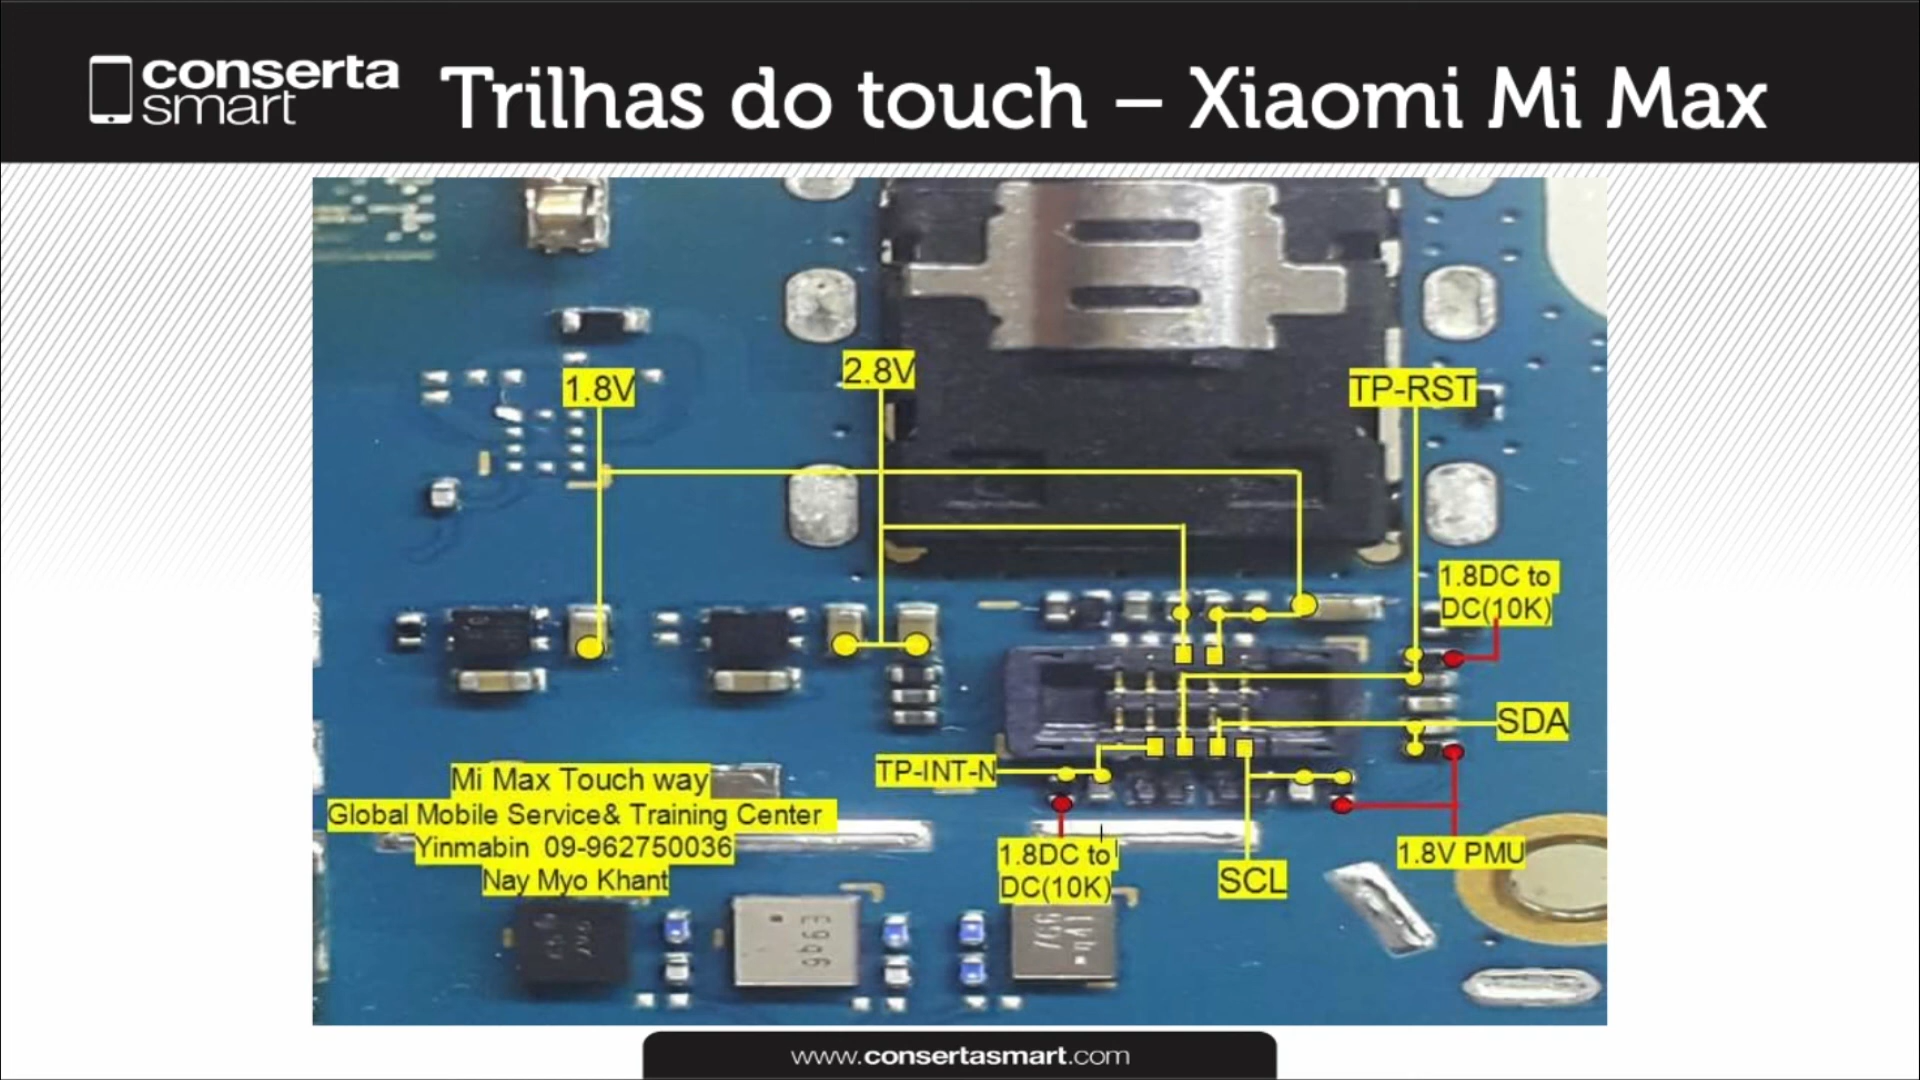 conserta
smart
Trilhas do touch – Xiaomi Mi Max
1.8V
2.8V
TP-RST
1.8DC to
DC(10K)
SDA
TP-INT-N
Mi Max Touch way
Global Mobile Service& Training Center
Yinmabin 09-962750036
Nay Myo Khant
1.8DC to
DC(10K)
SCL
1.8V PMU
E946
www.consertasmart.com